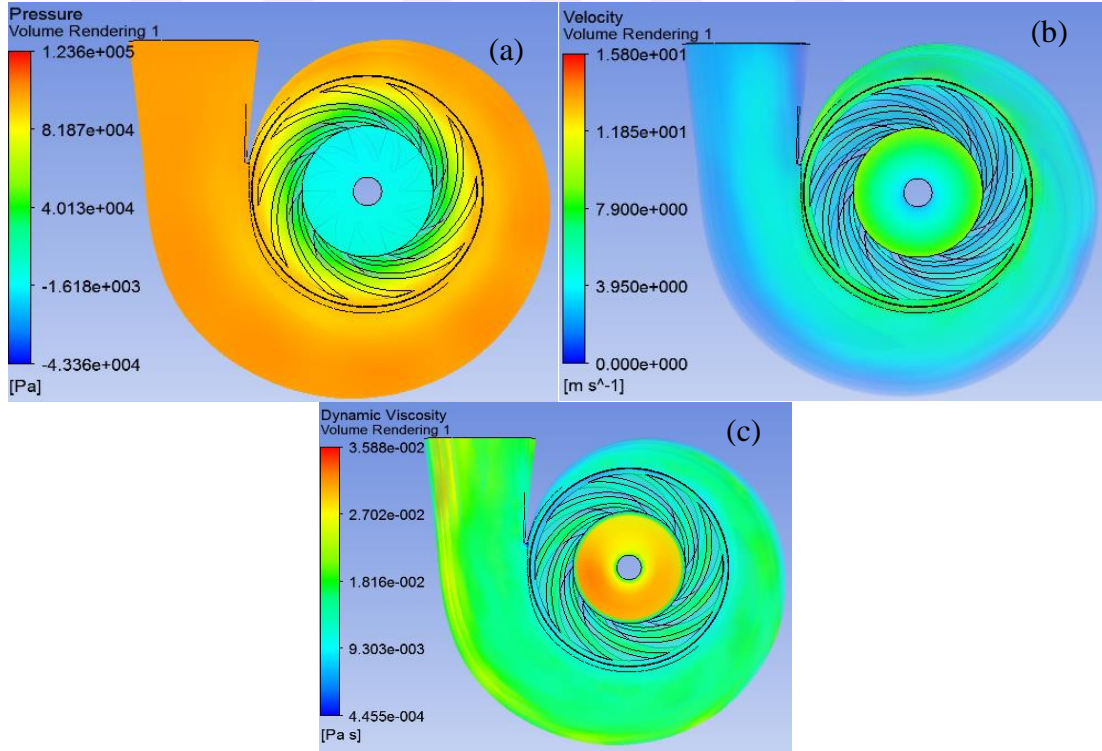 Pressure
Volume Rendering 1
1.236e+005
8.187e+004
4.013e+004
-1.618e+003
-4.336e+004
[Pa]
(a)
Velocity
Volume Rendering 1
1.580e+001
1.185e+001
7.900e+000
3.950e+000
0.000e+000
[m s^-1]
(b)
Dynamic Viscosity
Volume Rendering 1
3.588e-002
2.702e-002
1.816e-002
9.303e-003
4.455e-004
[Pa s]
(c)